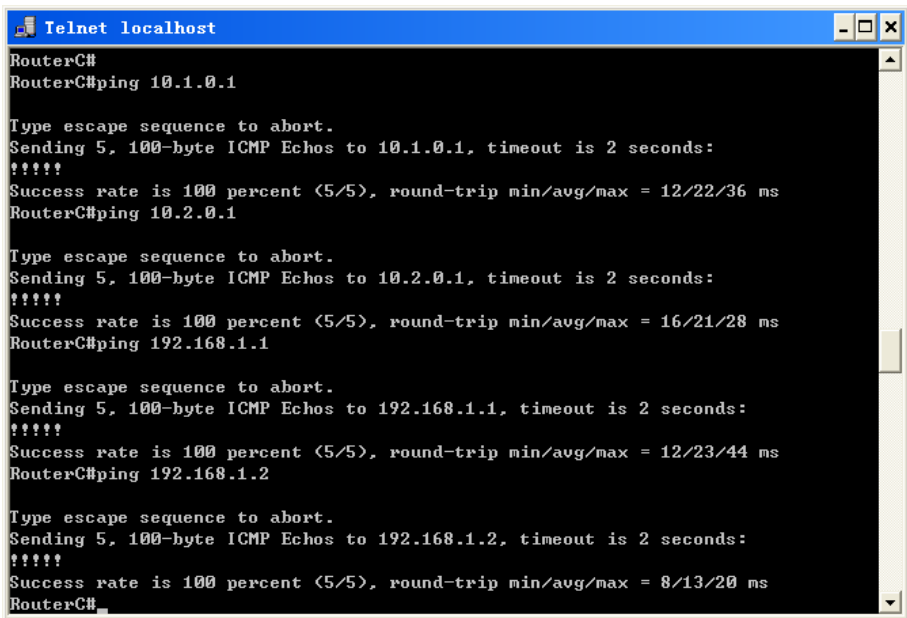 Telnet localhost
RouterC#
RouterC#ping 10.1.0.1
Type escape sequence to abort.
Sending 5, 100-byte ICMP Echos to 10.1.0.1, timeout is 2 seconds:
!!!!!
Success rate is 100 percent (5/5), round-trip min/avg/max = 12/22/36 ms
RouterC#ping 10.2.0.1
Type escape sequence to abort.
Sending 5, 100-byte ICMP Echos to 10.2.0.1, timeout is 2 seconds:
!!!!!
Success rate is 100 percent (5/5), round-trip min/avg/max = 16/21/28 ms
RouterC#ping 192.168.1.1
Type escape sequence to abort.
Sending 5, 100-byte ICMP Echos to 192.168.1.1, timeout is 2 seconds:
!!!!!
Success rate is 100 percent (5/5), round-trip min/avg/max = 12/23/44 ms
RouterC#ping 192.168.1.2
Type escape sequence to abort.
Sending 5, 100-byte ICMP Echos to 192.168.1.2, timeout is 2 seconds:
!!!!!
Success rate is 100 percent (5/5), round-trip min/avg/max = 8/13/20 ms
RouterC#